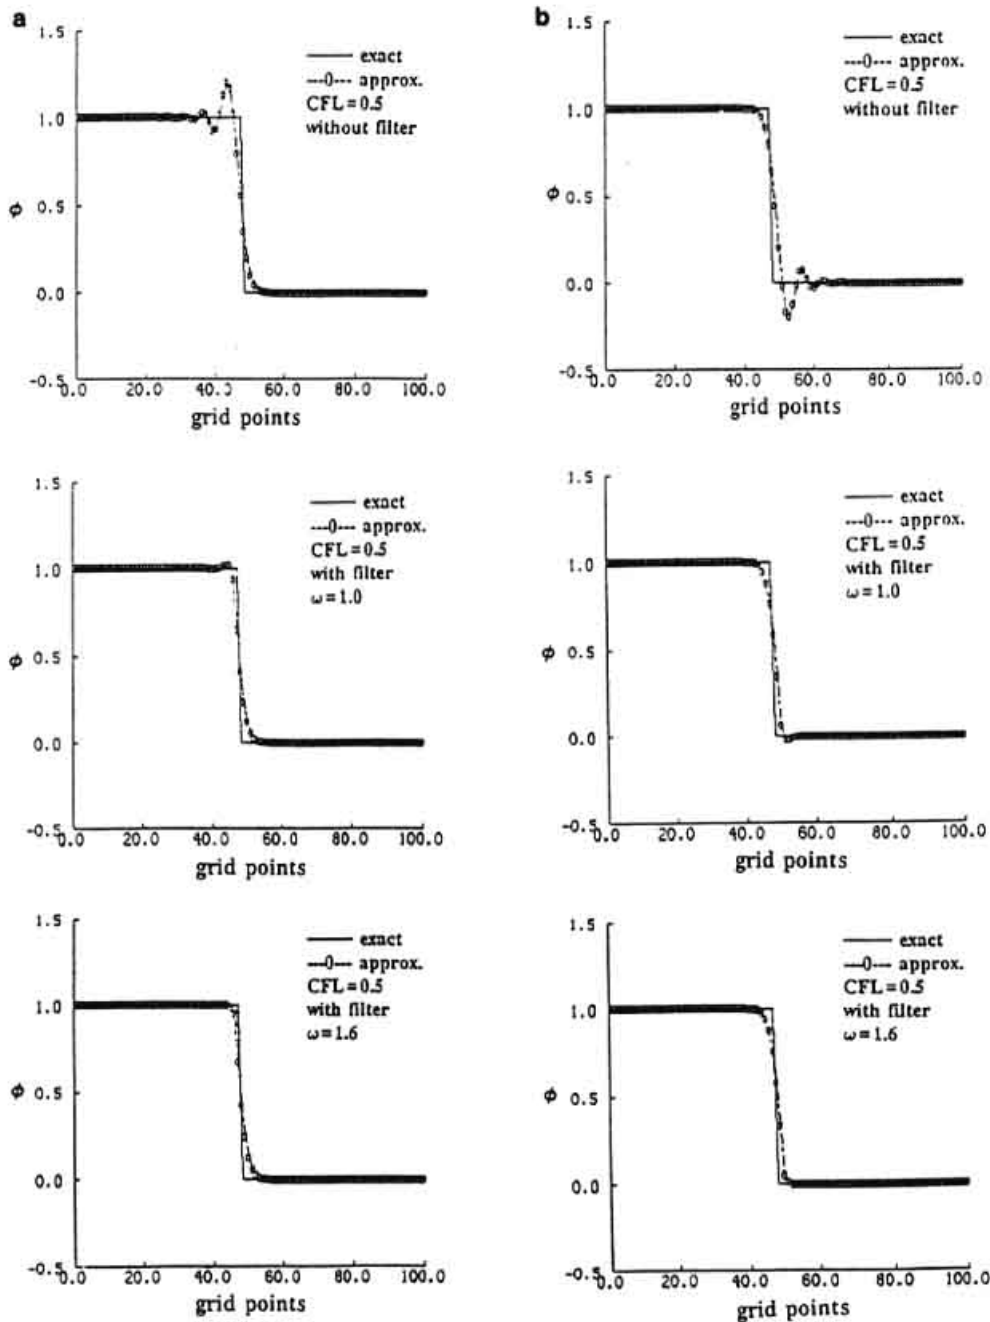 a
1.5
exact
---0--- approx.
CFL=0.5
without filter
1.0
0.5
ϕ
0.0
-0.5
0.0 20.0 40.0 60.0 80.0 100.0
grid points
b
1.5
exact
---0--- approx.
CFL=0.5
without filter
1.0
ϕ
0.5
0.0
-0.5
0.0 20.0 40.0 60.0 80.0 100.0
grid points
1.5
exact
---0--- approx.
CFL=0.5
with filter
ω=1.0
1.0
0.5
ϕ
0.0
-0.5
0.0 20.0 40.0 60.0 80.0 100.0
grid points
1.5
exact
---0--- approx.
CFL=0.5
with filter
ω=1.0
1.0
0.5
ϕ
0.0
-0.5
0.0 20.0 40.0 60.0 80.0 100.0
grid points
1.5
exact
---0--- approx.
CFL=0.5
with filter
ω=1.6
1.0
0.5
ϕ
0.0
-0.5
0.0 20.0 40.0 60.0 80.0 100.0
grid points
1.5
exact
---0--- approx.
CFL=0.5
with filter
ω=1.6
1.0
0.5
ϕ
0.0
-0.5
0.0 20.0 40.0 60.0 80.0 100.0
grid points